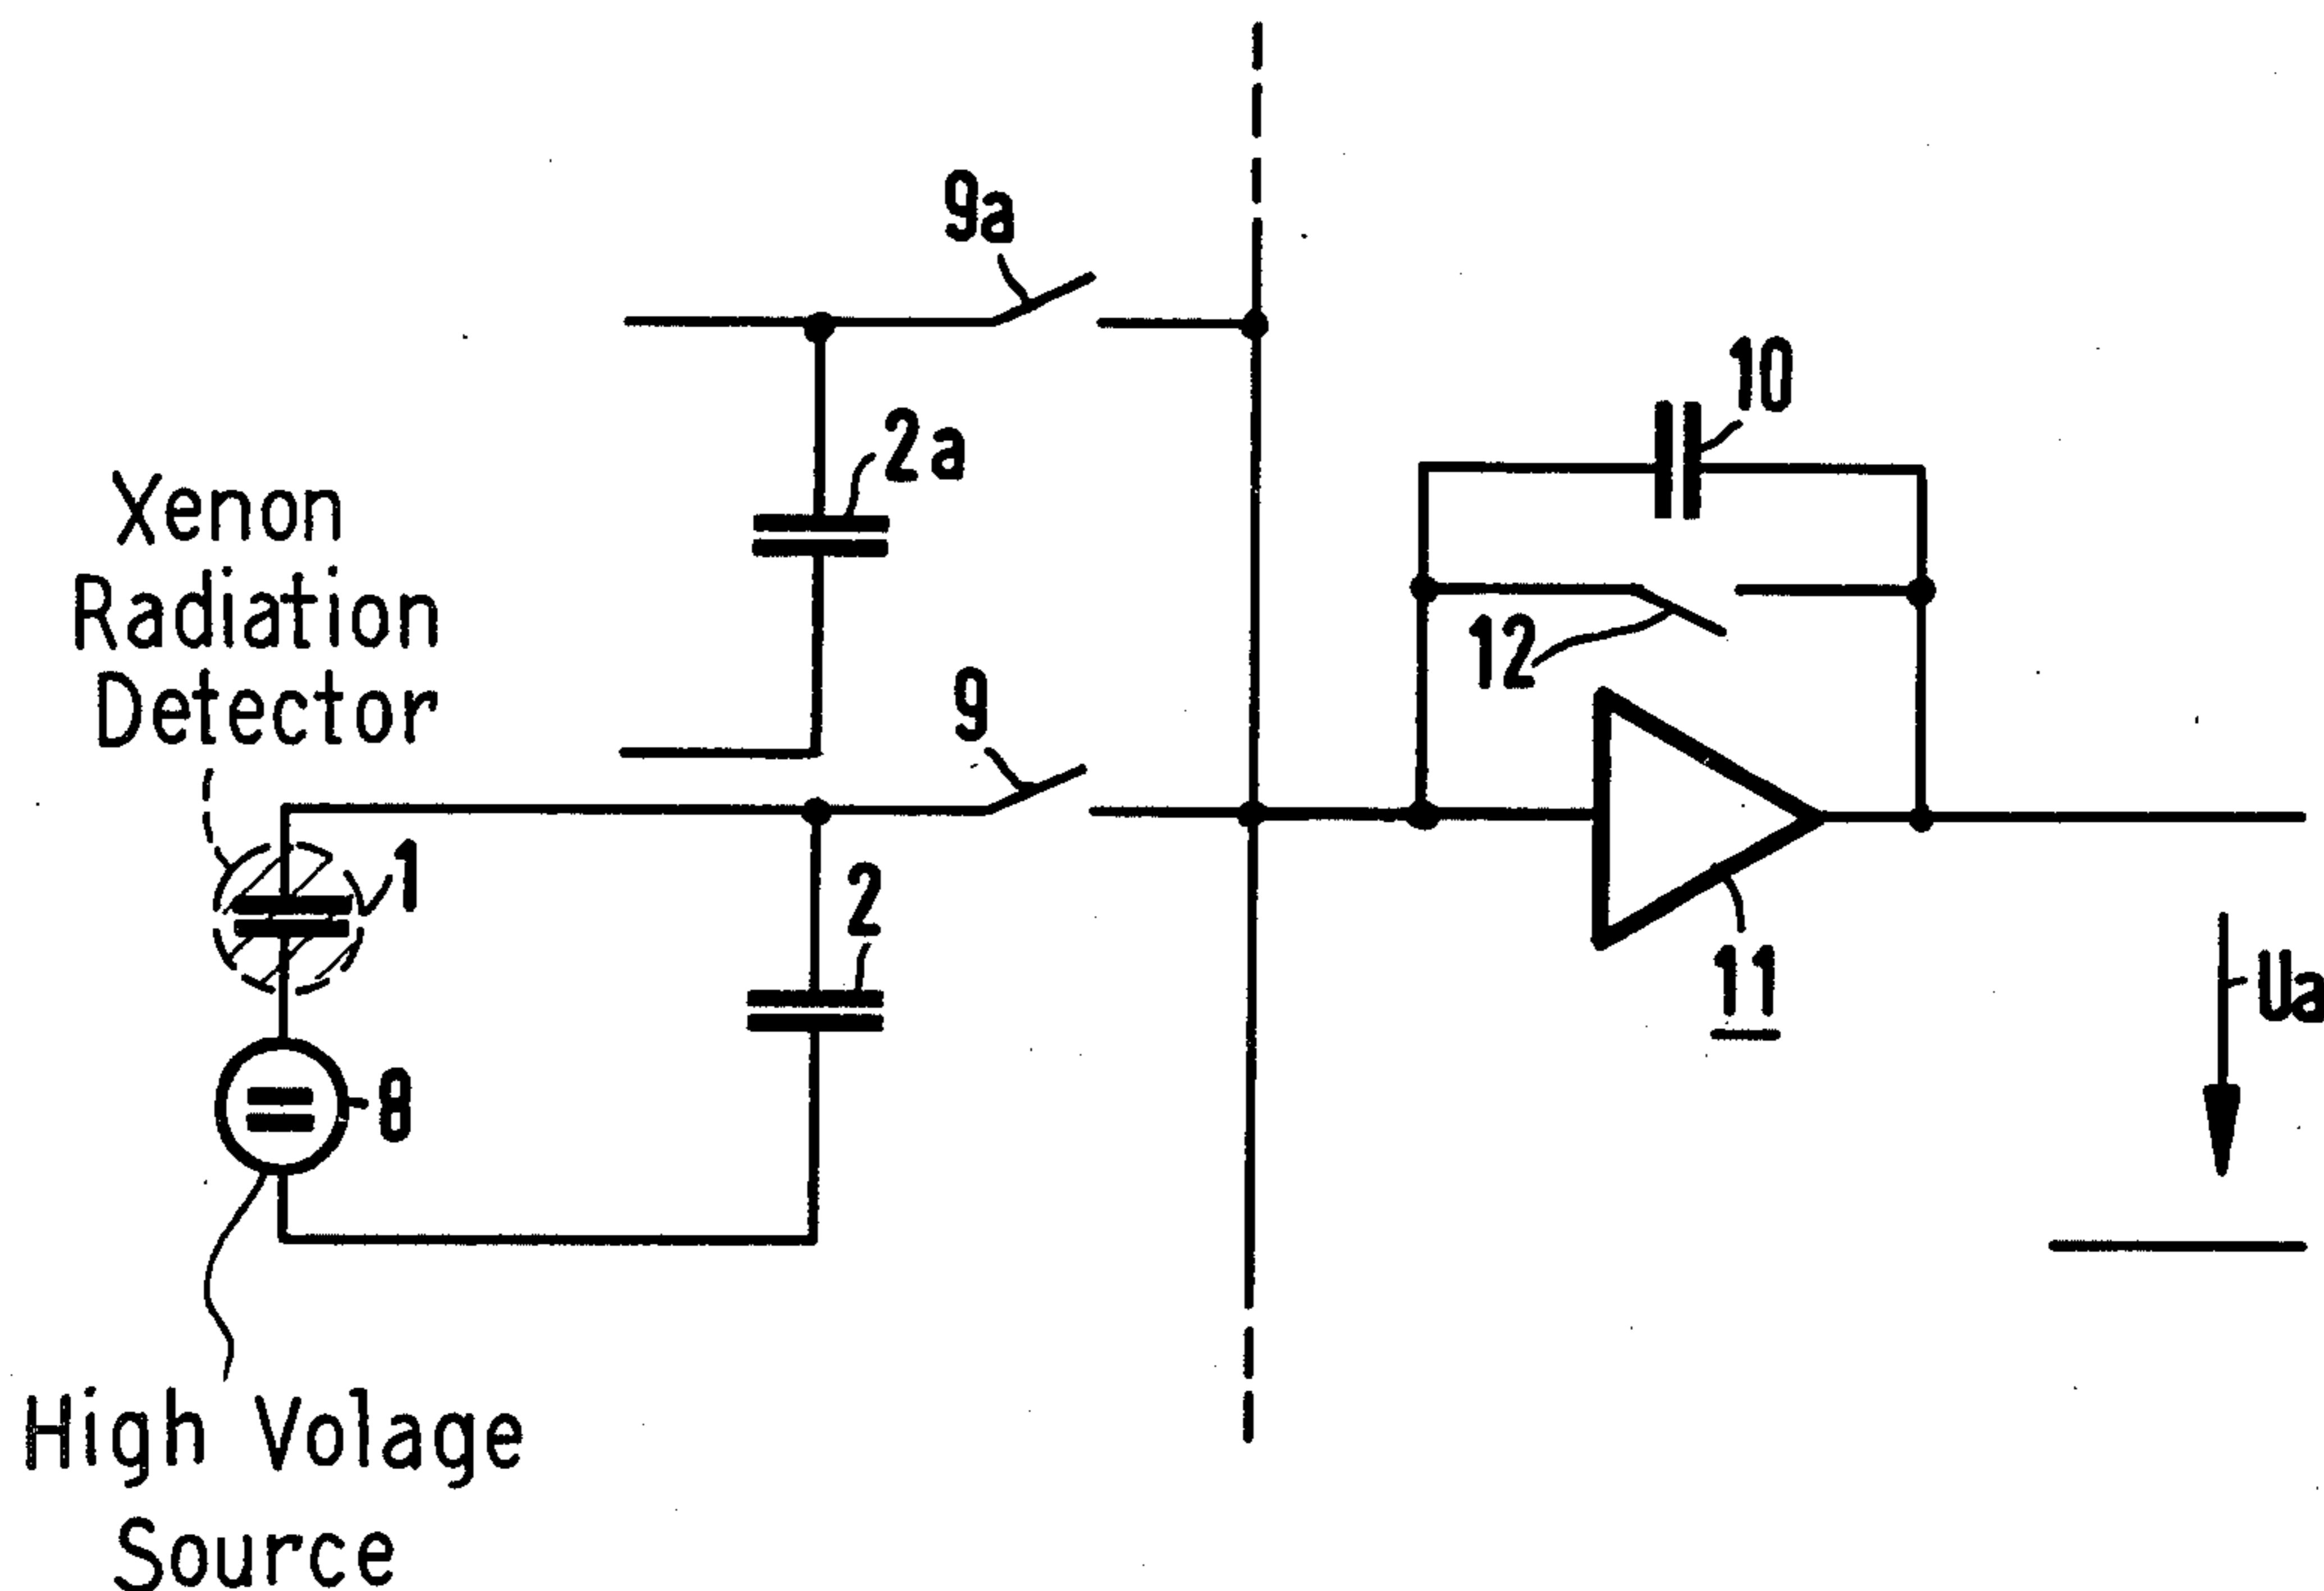 9a
10
2a
Xenon
Radiation
Detector
12
9
1
2
11
Ua
8
High Volage
Source